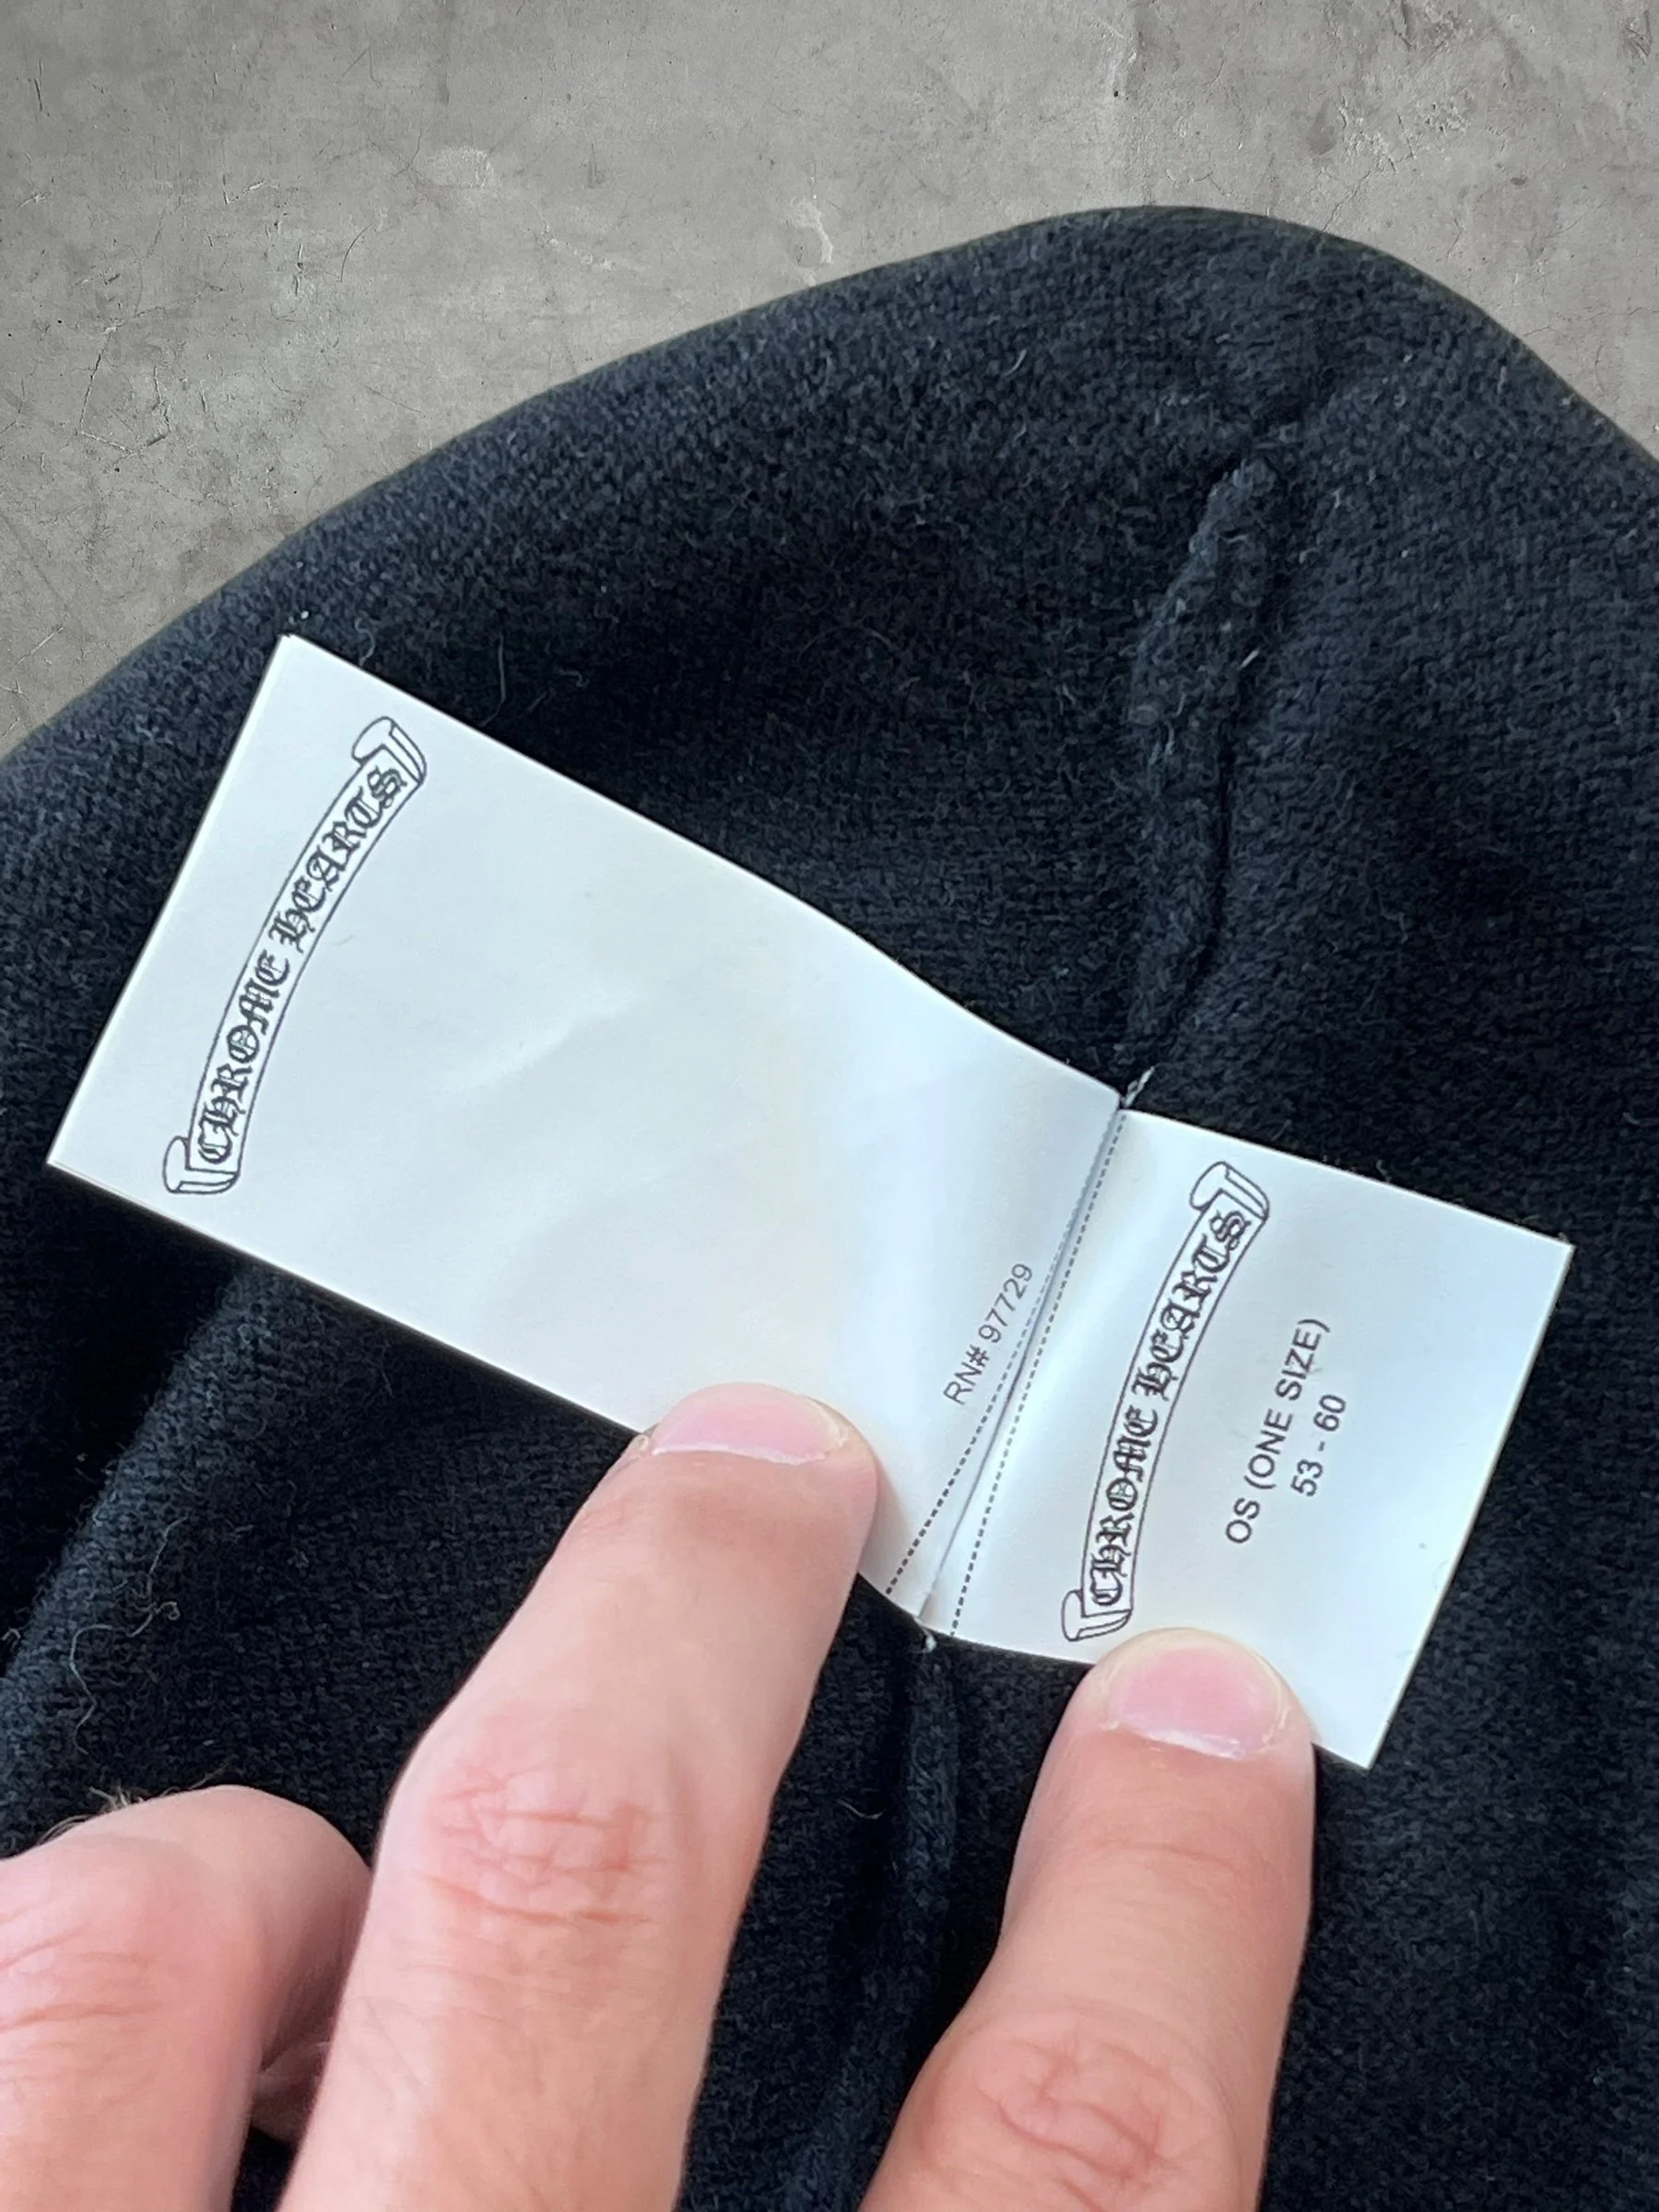 CHROME HEARTS
RN# 97729
CHROME HEARTS
OS (ONE SIZE)
53 - 60